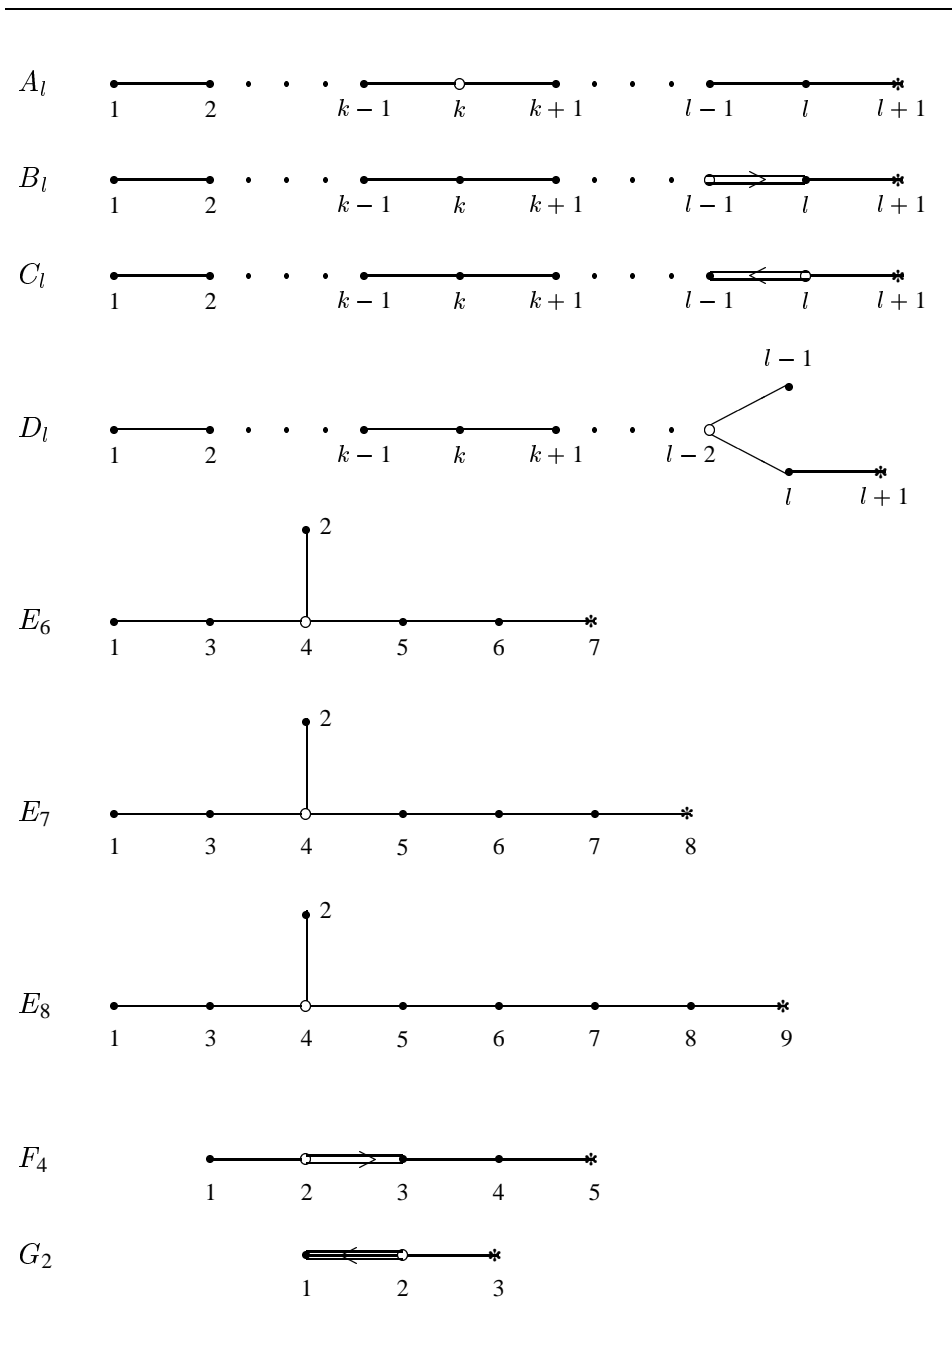 A_l
1 2 k − 1 k k + 1 l − 1 l l + 1
B_l
1 2 k − 1 k k + 1 l − 1 l l + 1
C_l
1 2 k − 1 k k + 1 l − 1 l l + 1
l − 1
D_l
1 2 k − 1 k k + 1 l − 2
l l + 1
2
E_6
1 3 4 5 6 7
2
E_7
1 3 4 5 6 7 8
2
E_8
1 3 4 5 6 7 8 9
F_4
1 2 3 4 5
G_2
1 2 3